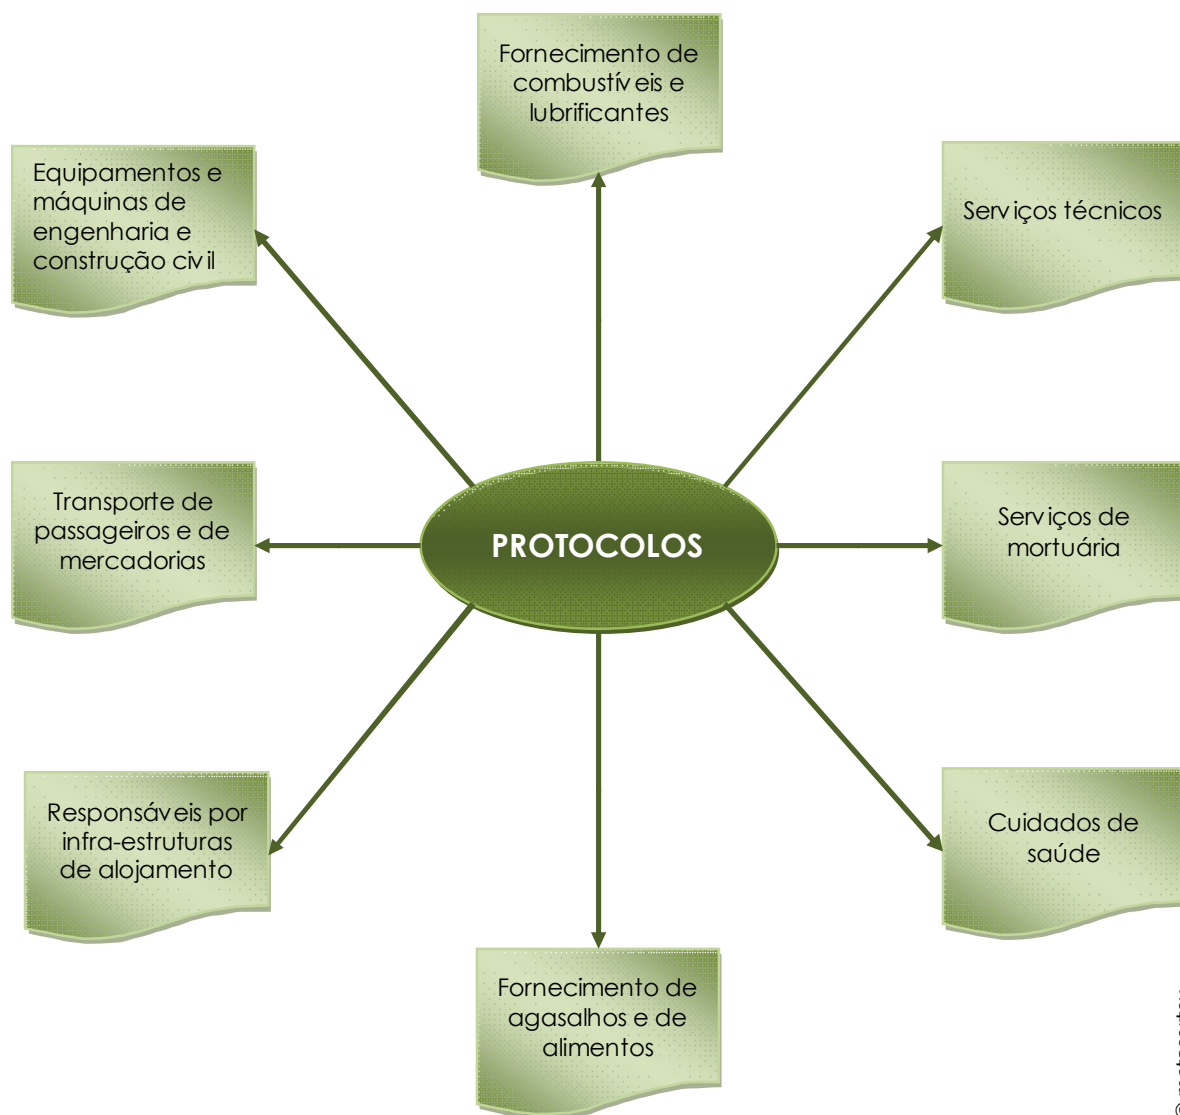 Fornecimento de
combustíveis e
lubrificantes
Equipamentos e
máquinas de
engenharia e
construção civil
Serviços técnicos
Transporte de
passageiros e de
mercadorias
PROTOCOLOS
Serviços de
mortuária
Responsáveis por
infra-estruturas
de alojamento
Cuidados de
saúde
Fornecimento de
agasalhos e de
alimentos